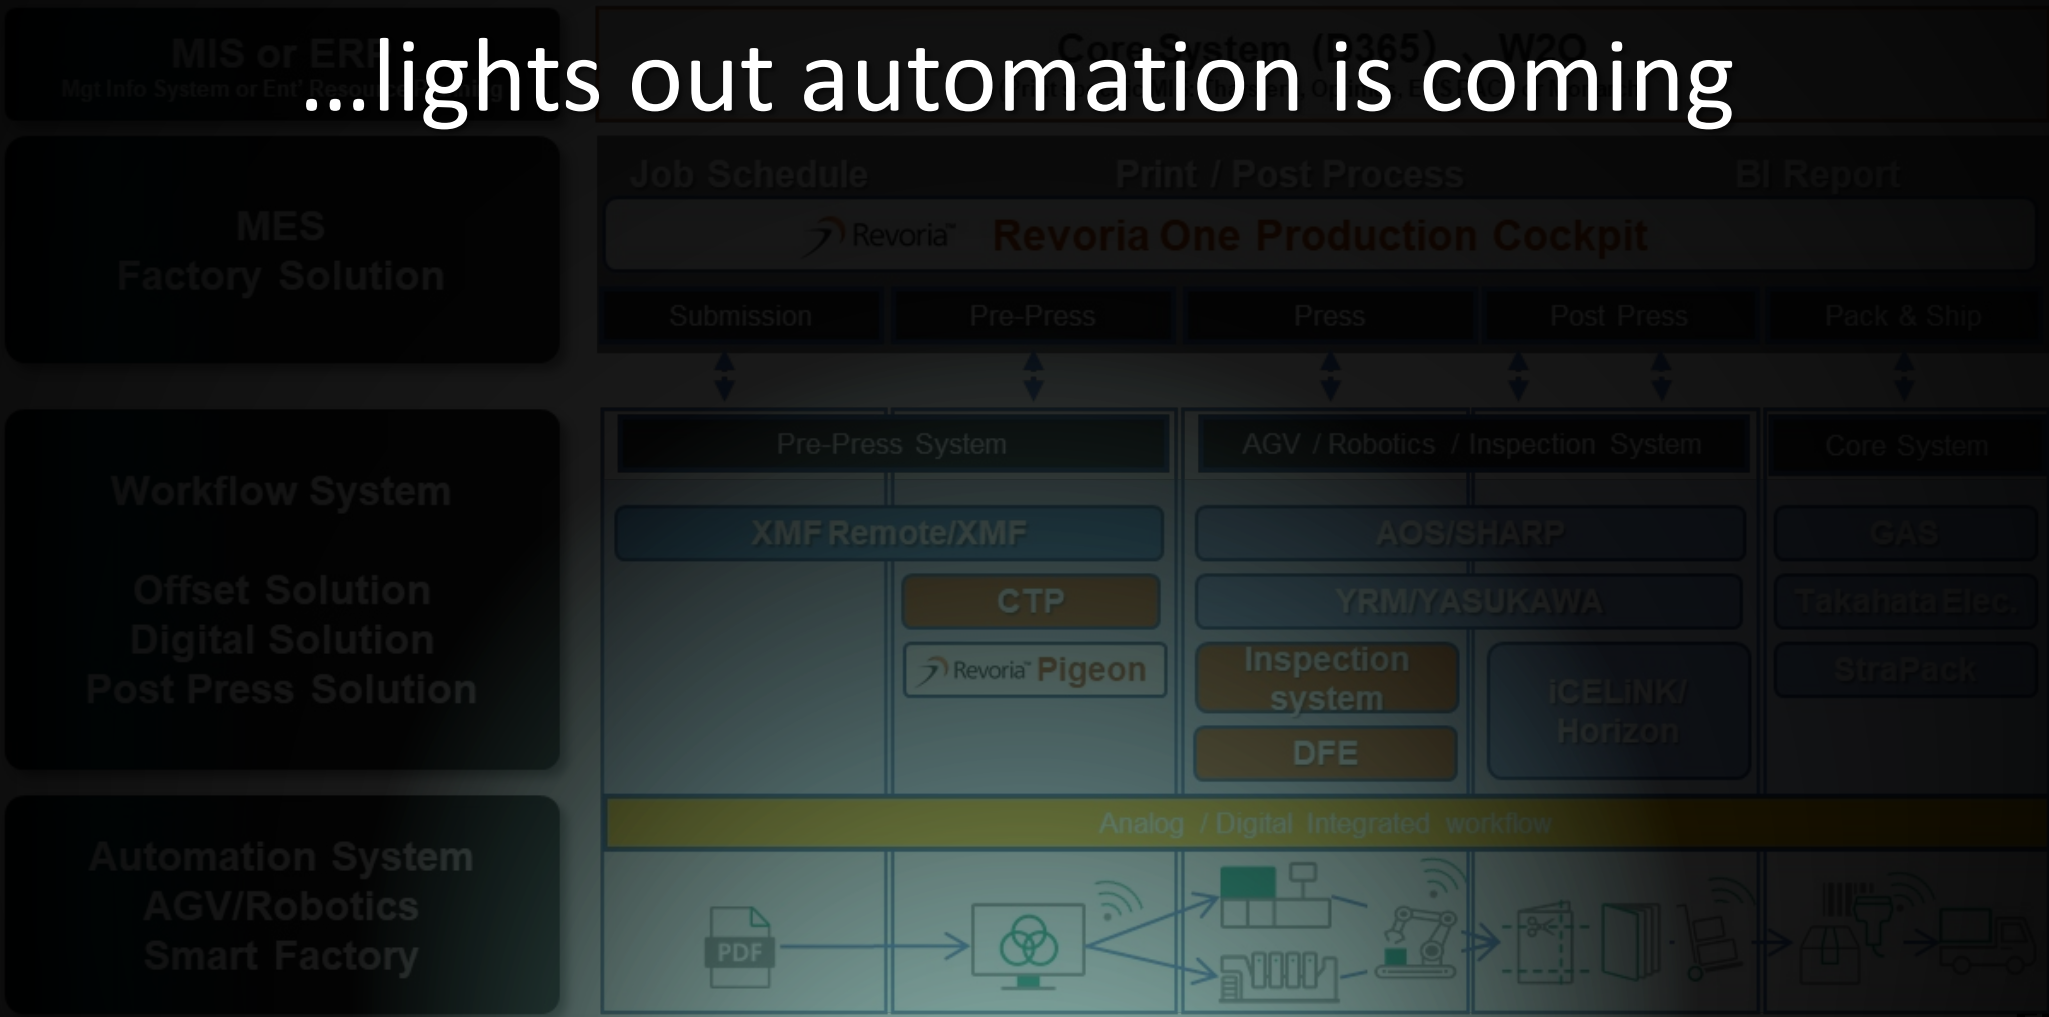 ...lights out automation is coming
MIS or ERP
Mgt Info System or Ent' Resource
Core System (D365), W2O
Job Schedule
Print / Post Process
BI Report
MES
Factory Solution
Revoria™ Revoria One Production Cockpit
Submission
Pre-Press
Press
Post Press
Pack & Ship
Workflow System
Offset Solution
Digital Solution
Post Press Solution
Pre-Press System
AGV / Robotics / Inspection System
Core System
XMF Remote/XMF
AOS/SHARP
GAS
CTP
YRM/YASUKAWA
Takahata Elec.
Revoria™ Pigeon
Inspection
system
iCELiNK/
Horizon
StraPack
DFE
Analog / Digital Integrated workflow
Automation System
AGV/Robotics
Smart Factory
PDF